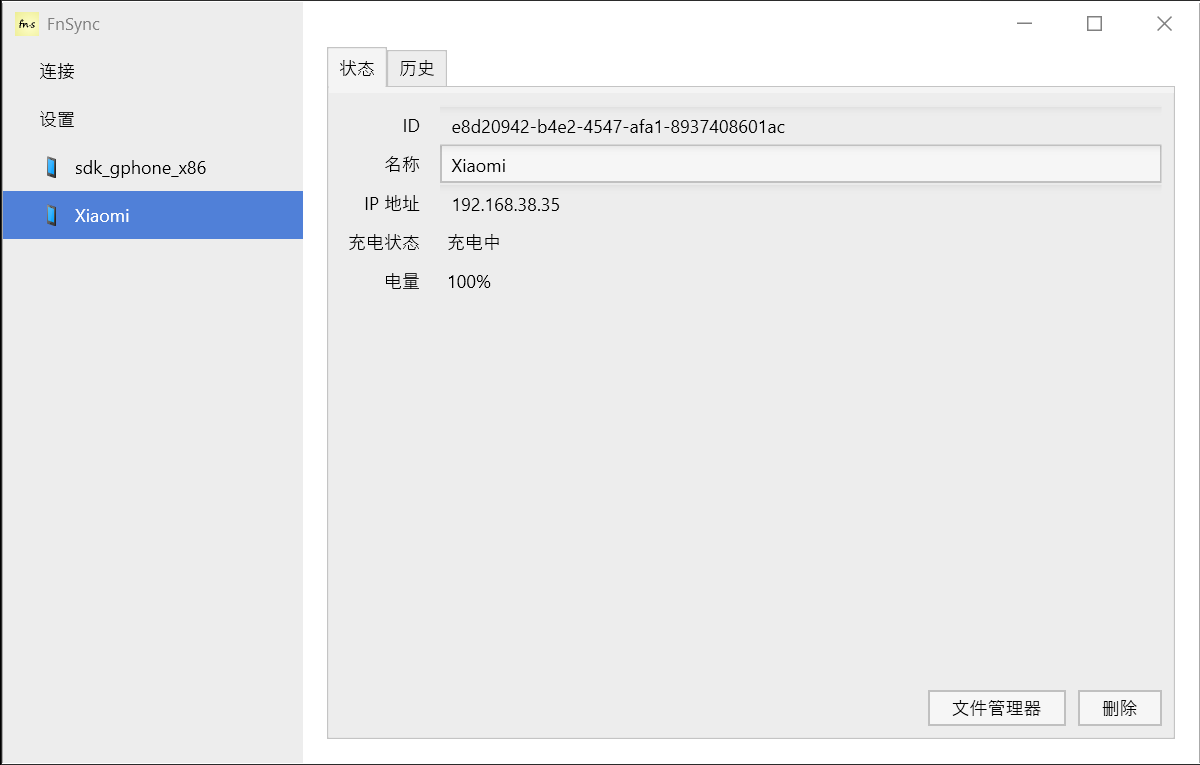 fn-s FnSync
连接
设置
sdk_gphone_x86
Xiaomi
状态 历史
ID e8d20942-b4e2-4547-afa1-8937408601ac
名称 Xiaomi
IP 地址 192.168.38.35
充电状态 充电中
电量 100%
文件管理器 删除